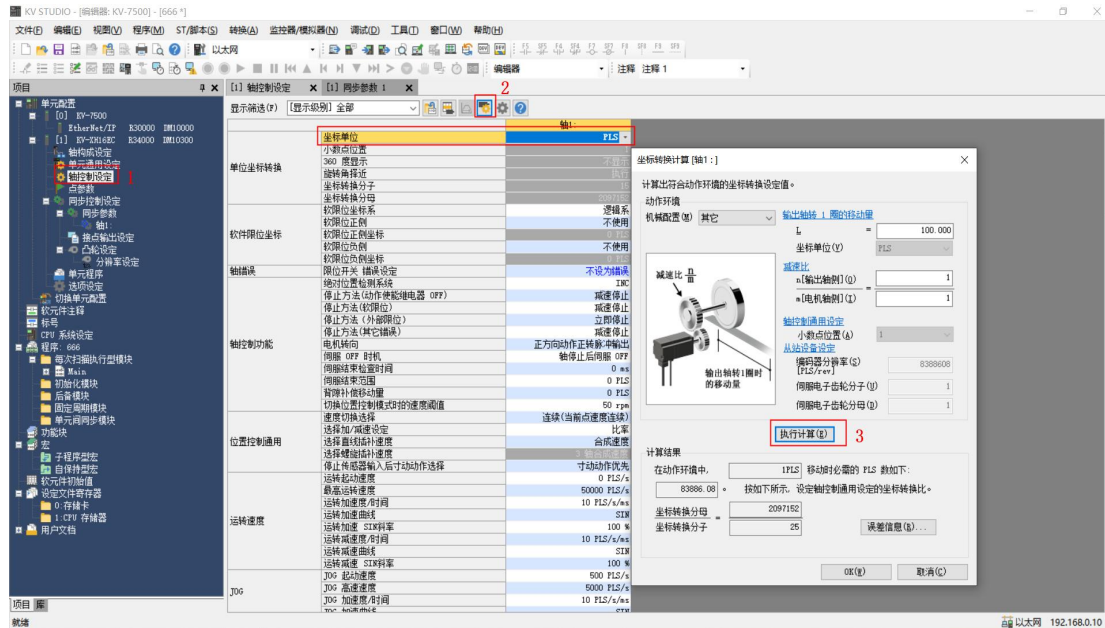 KV STUDIO - [编辑器: KV-7500] - [666 *]
文件(F) 编辑(E) 视图(V) 程序(M) ST/脚本(S) 转换(A) 监控器/模拟器(N) 调试(D) 工具(T) 窗口(W) 帮助(H)
以太网 编辑器 注释 注释 1
项目
[1] 轴控制设定 [1] 同步参数 1
2
显示筛选(F) [显示级别] 全部
单元配置
[0] KV-7500
EtherNet/IP R30000 DM10000
[1] KV-XH16EC R34000 DM10300
轴构成设定
单元通用设定
轴控制设定 1
点参数
同步控制设定
同步参数
轴1:
接点输出设定
凸轮设定
分辨率设定
单元程序
选项设定
切换单元配置
软元件注释
标号
CPU 系统设定
程序: 666
每次扫描执行型模块
Main
初始化模块
后备模块
固定周期模块
单元间同步模块
功能块
宏
子程序型宏
自保持型宏
软元件初始值
设定文件寄存器
0:存储卡
1:CPU 存储器
用户文档
项目 库
轴1:
坐标单位 PLS
单位坐标转换
小数点位置 1
360 度显示 不显示
旋转角择近 执行
坐标转换分子 16
坐标转换分母 2097152
软件限位坐标
软限位坐标系 逻辑系
软限位正侧 不使用
软限位正侧坐标 0 PLS
软限位负侧 不使用
软限位负侧坐标 0 PLS
轴错误 限位开关 错误设定 不设为错误
轴控制功能
绝对位置检测系统 INC
停止方法(动作使能继电器 OFF) 减速停止
停止方法(软限位) 减速停止
停止方法 (外部限位) 立即停止
停止方法(其它错误) 减速停止
电机转向 正方向动作正转脉冲输出
伺服 OFF 时机 轴停止后伺服 OFF
伺服结束检查时间 0 ms
伺服结束范围 0 PLS
背隙补偿移动量 0 PLS
切换位置控制模式时的速度阈值 50 rpm
位置控制通用
速度切换选择 连续(当前点速度连续)
选择加/减速设定 比率
选择直线插补速度 合成速度
选择螺旋插补速度 3 轴合成速度
停止传感器输入后寸动动作选择 寸动动作优先
运转速度
运转起动速度 0 PLS/s
最高运转速度 50000 PLS/s
运转加速度/时间 10 PLS/s/ms
运转加速曲线 SIN
运转加速 SIN斜率 100 %
运转减速度/时间 10 PLS/s/ms
运转减速曲线 SIN
运转减速 SIN斜率 100 %
JOG
JOG 起动速度 500 PLS/s
JOG 高速速度 5000 PLS/s
JOG 加速度/时间 10 PLS/s/ms
JOG 加速曲线 SIN
坐标转换计算 [轴1:]
计算出符合动作环境的坐标转换设定值。
动作环境
机械配置(M) 其它
输出轴转 1 圈的移动量
L = 100.000
坐标单位(Y) PLS
减速比 n/m
输出轴转1圈时
的移动量
减速比
n[输出轴侧](O) 1
=
m[电机轴侧](I) 1
轴控制通用设定
小数点位置(A) 1
从站设备设定
编码器分辨率(S) 8388608
[PLS/rev]
伺服电子齿轮分子(U) 1
伺服电子齿轮分母(D) 1
执行计算(E) 3
计算结果
在动作环境中, 1PLS 移动时必需的 PLS 数如下:
83886.08 。 按如下所示，设定轴控制通用设定的坐标转换比。
坐标转换分母 = 2097152
坐标转换分子 25
误差信息(R)...
OK(W) 取消(C)
就绪 以太网 192.168.0.10